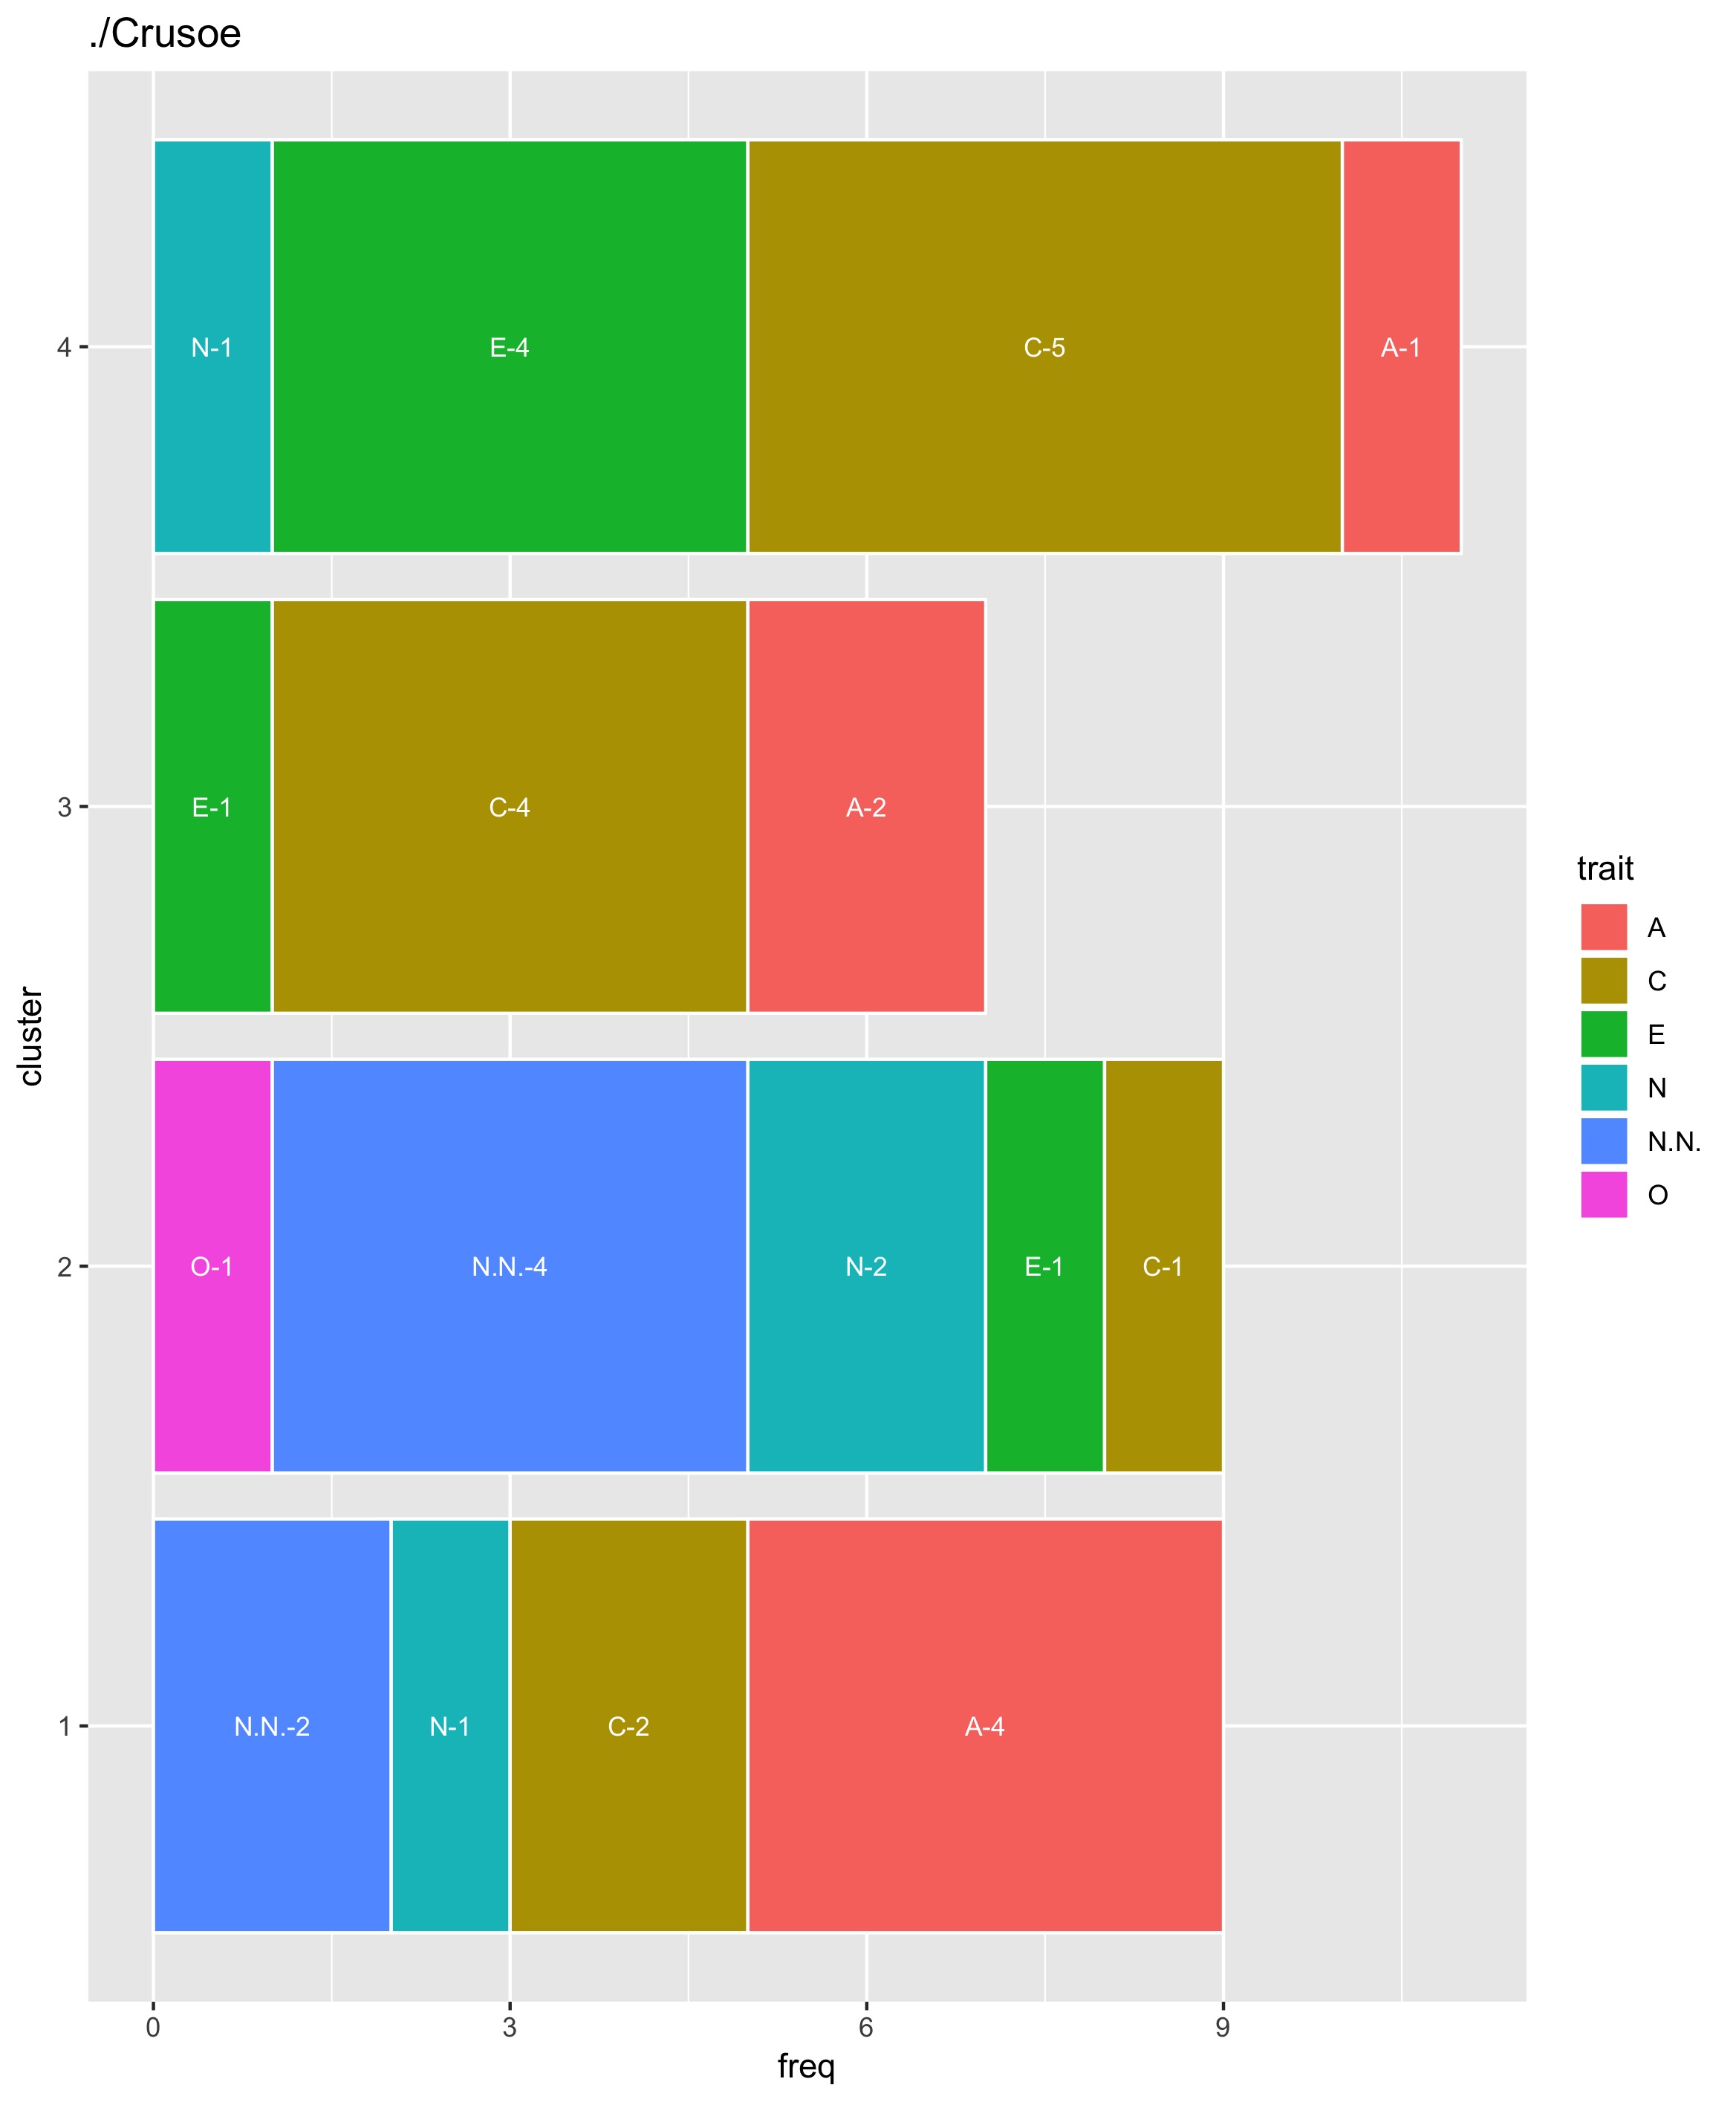 ./Crusoe
4
N-1
E-4
C-5
A-1
3
E-1
C-4
A-2
2
O-1
N.N.-4
N-2
E-1
C-1
1
N.N.-2
N-1
C-2
A-4
0
3
6
9
freq
cluster
trait
A
C
E
N
N.N.
O